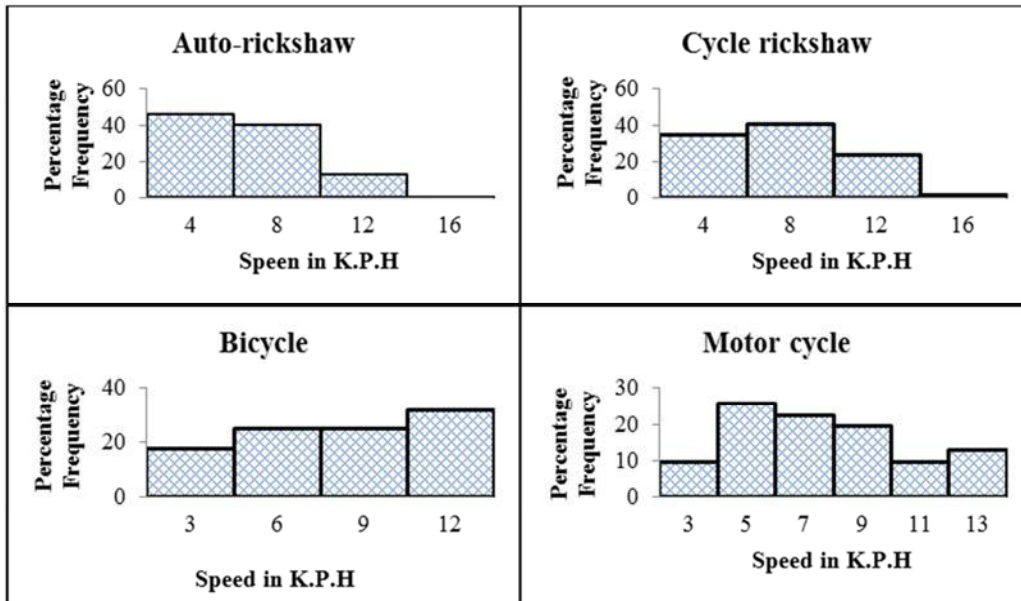 Auto-rickshaw
Percentage
Frequency
60
40
20
0
4 8 12 16
Speen in K.P.H
Cycle rickshaw
Percentage
Frequency
60
40
20
0
4 8 12 16
Speed in K.P.H
Bicycle
Percentage
Frequency
40
20
0
3 6 9 12
Speed in K.P.H
Motor cycle
Percentage
Frequency
30
20
10
0
3 5 7 9 11 13
Speed in K.P.H